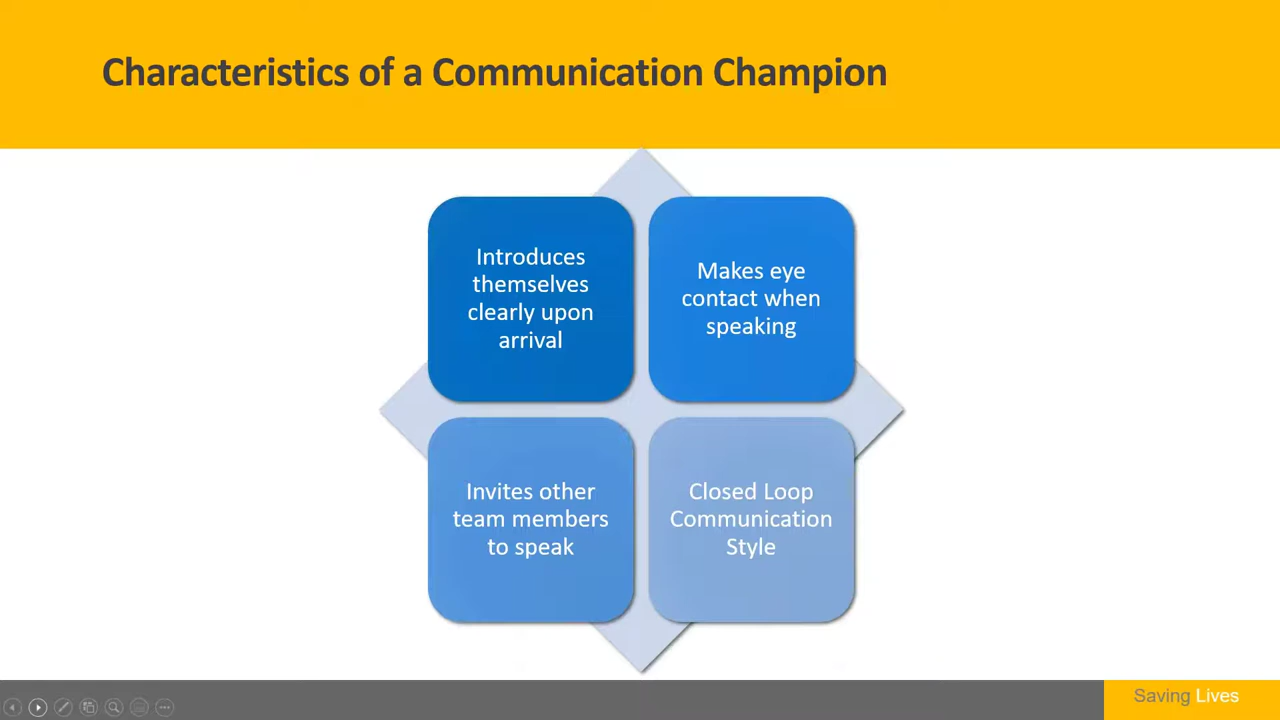 Characteristics of a Communication Champion
Introduces
themselves
clearly upon
arrival
Makes eye
contact when
speaking
Invites other
team members
to speak
Closed Loop
Communication
Style
Saving Lives